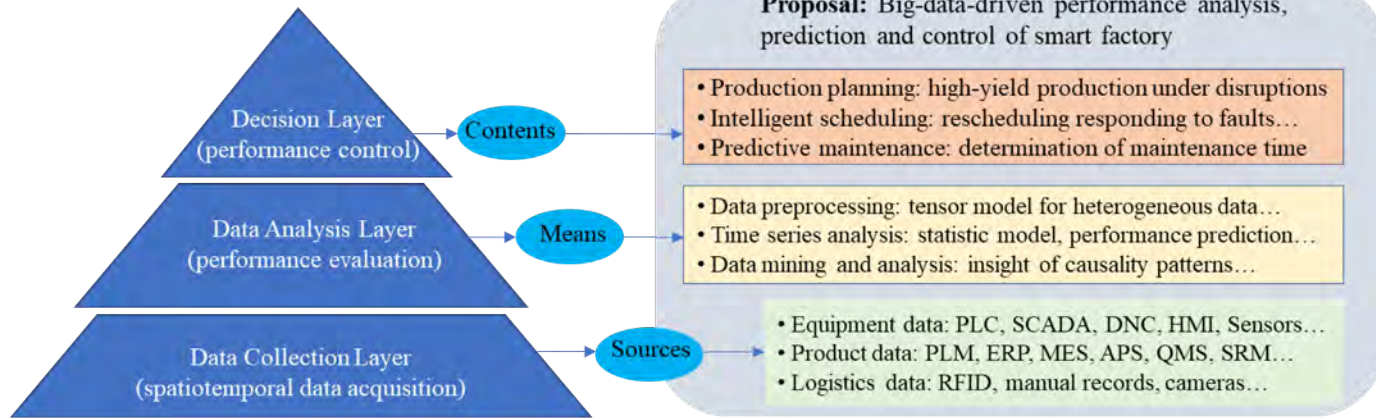 Proposal: Big-data-driven performance analysis,
prediction and control of smart factory
Decision Layer
(performance control)
Contents
• Production planning: high-yield production under disruptions
• Intelligent scheduling: rescheduling responding to faults…
• Predictive maintenance: determination of maintenance time
Data Analysis Layer
(performance evaluation)
Means
• Data preprocessing: tensor model for heterogeneous data…
• Time series analysis: statistic model, performance prediction…
• Data mining and analysis: insight of causality patterns…
Data Collection Layer
(spatiotemporal data acquisition)
Sources
• Equipment data: PLC, SCADA, DNC, HMI, Sensors…
• Product data: PLM, ERP, MES, APS, QMS, SRM…
• Logistics data: RFID, manual records, cameras…